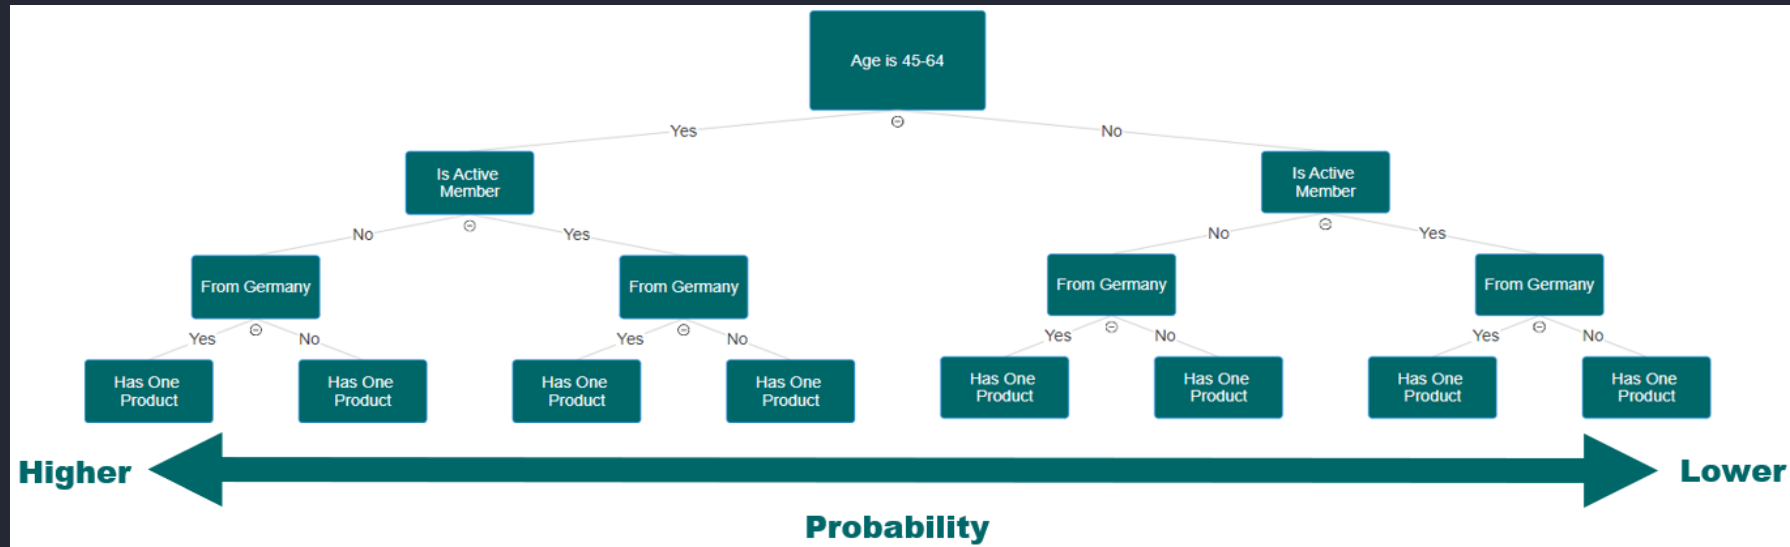 Age is 45-64
Yes
No
Is Active
Member
Is Active
Member
No
Yes
No
Yes
From Germany
From Germany
From Germany
From Germany
Yes
No
Yes
No
Yes
No
Yes
No
Has One
Product
Has One
Product
Has One
Product
Has One
Product
Has One
Product
Has One
Product
Has One
Product
Has One
Product
Higher
Lower
Probability